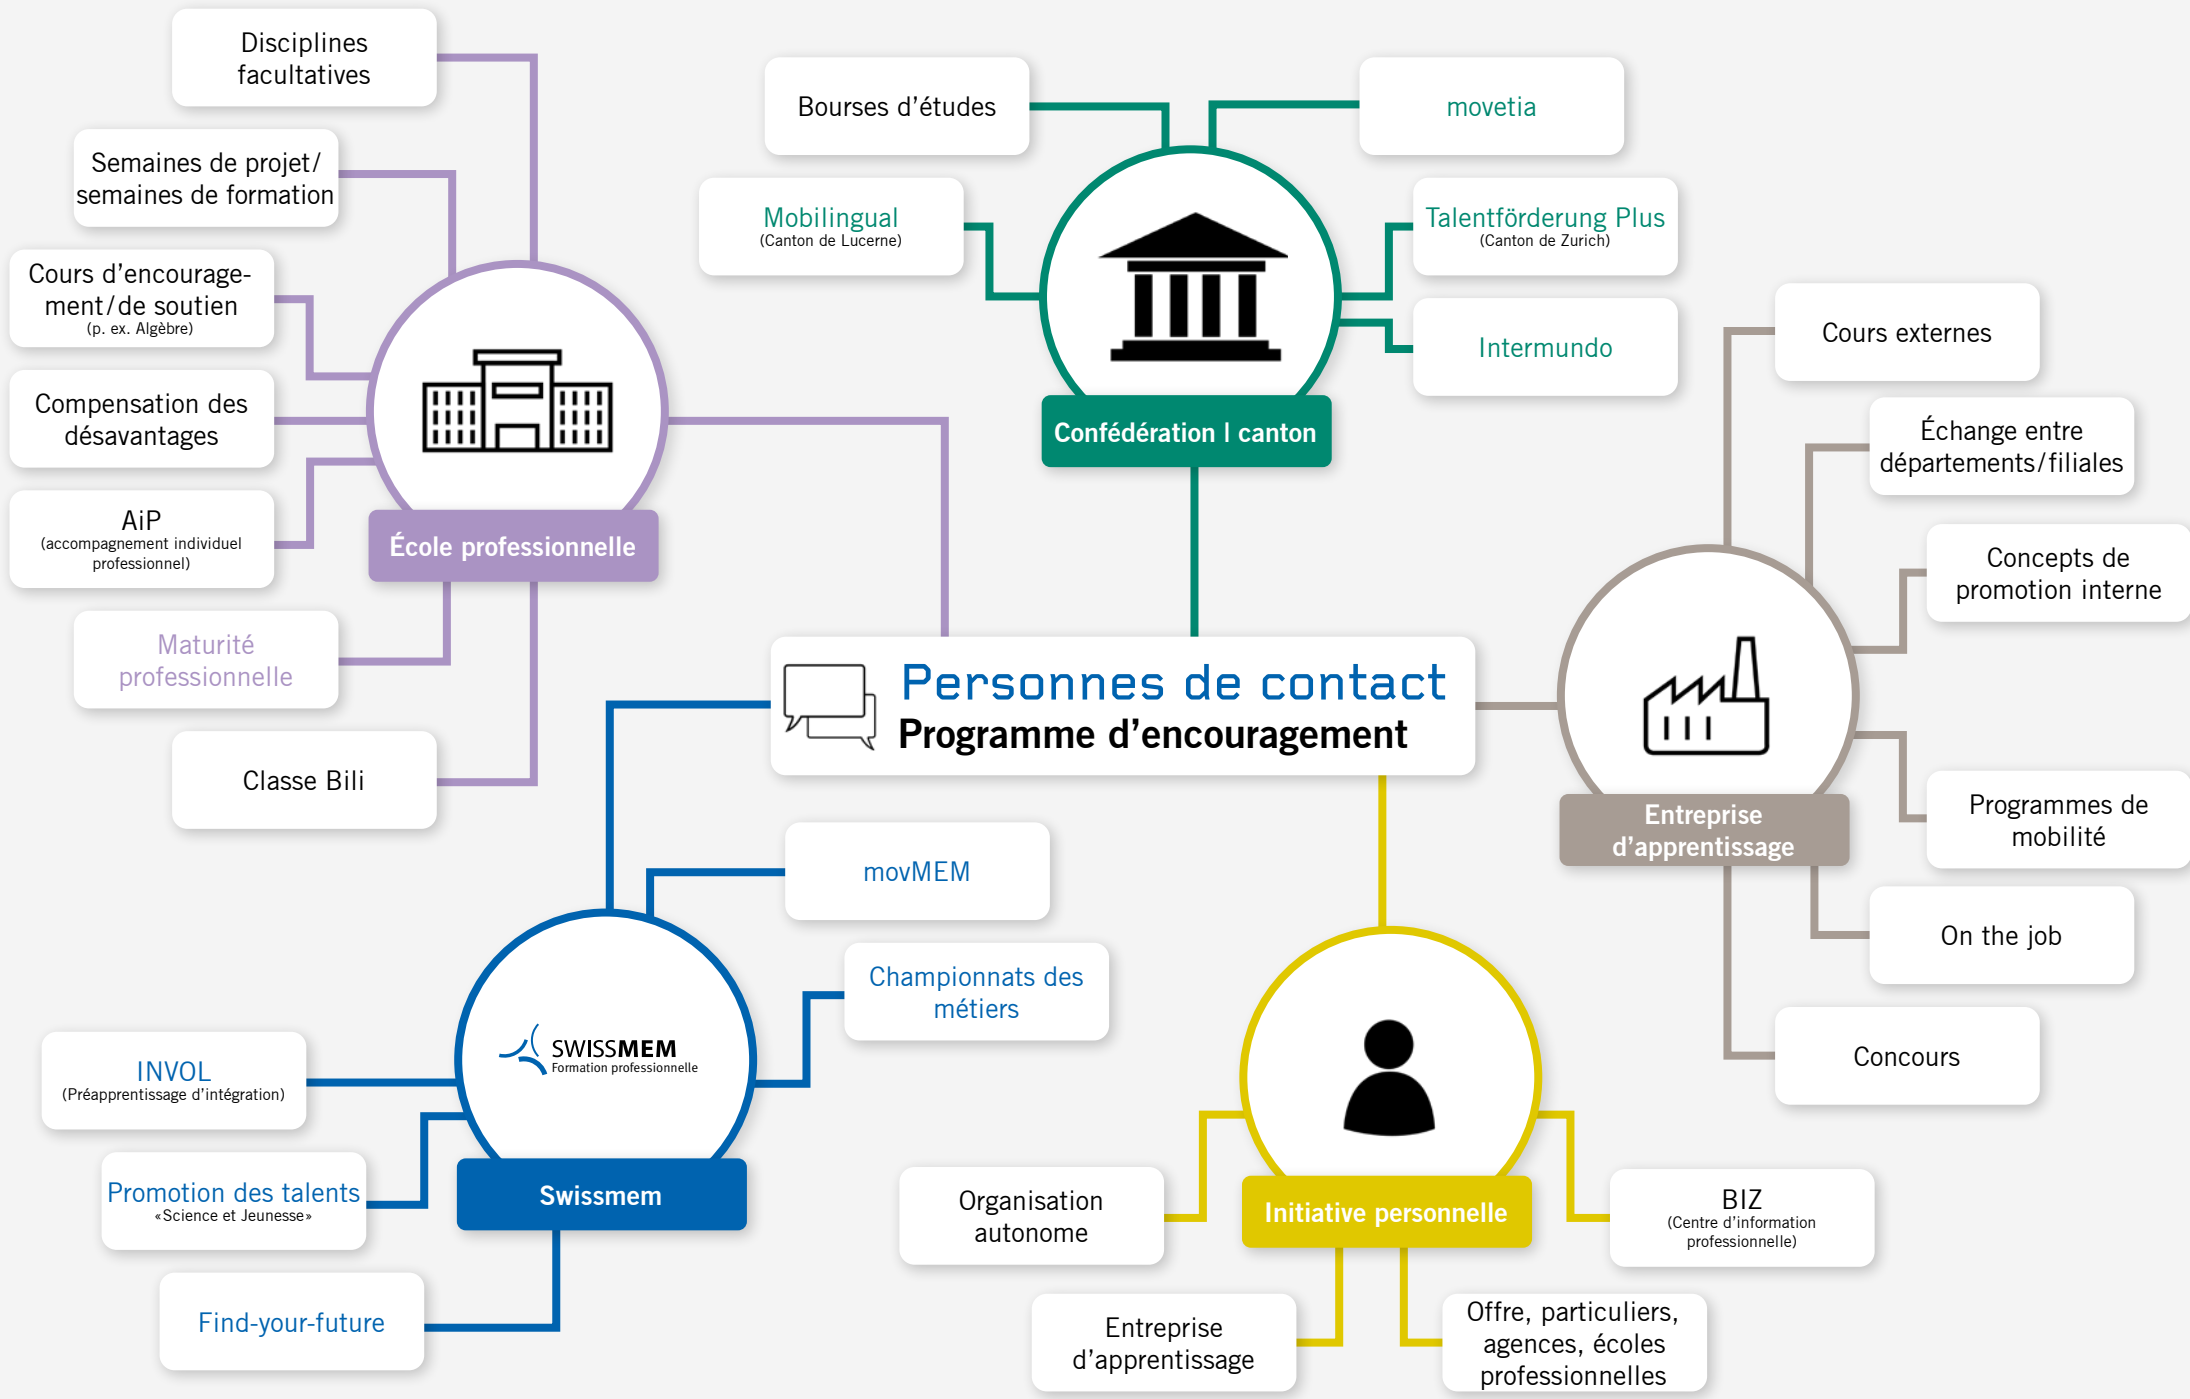 Disciplines
facultatives
Semaines de projet/
semaines de formation
Cours d'encourage-
ment/de soutien
(p. ex. Algèbre)
Compensation des
désavantages
AiP
(accompagnement individuel
professionnel)
Maturité
professionnelle
Classe Bili
École professionnelle
Bourses d'études
movetia
Mobilingual
(Canton de Lucerne)
Talentförderung Plus
(Canton de Zurich)
Intermundo
Confédération | canton
Personnes de contact
Programme d'encouragement
Cours externes
Échange entre
départements/filiales
Concepts de
promotion interne
Entreprise
d'apprentissage
Programmes de
mobilité
On the job
Concours
movMEM
Championnats des
métiers
SWISSMEM
Formation professionnelle
INVOL
(Préapprentissage d'intégration)
Promotion des talents
«Science et Jeunesse»
Find-your-future
Swissmem
Initiative personnelle
Organisation
autonome
Entreprise
d'apprentissage
BIZ
(Centre d'information
professionnelle)
Offre, particuliers,
agences, écoles
professionnelles